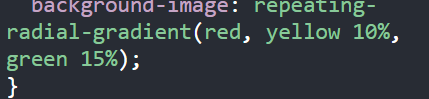 background-image: repeating-
radial-gradient(red, yellow 10%,
green 15%);
}